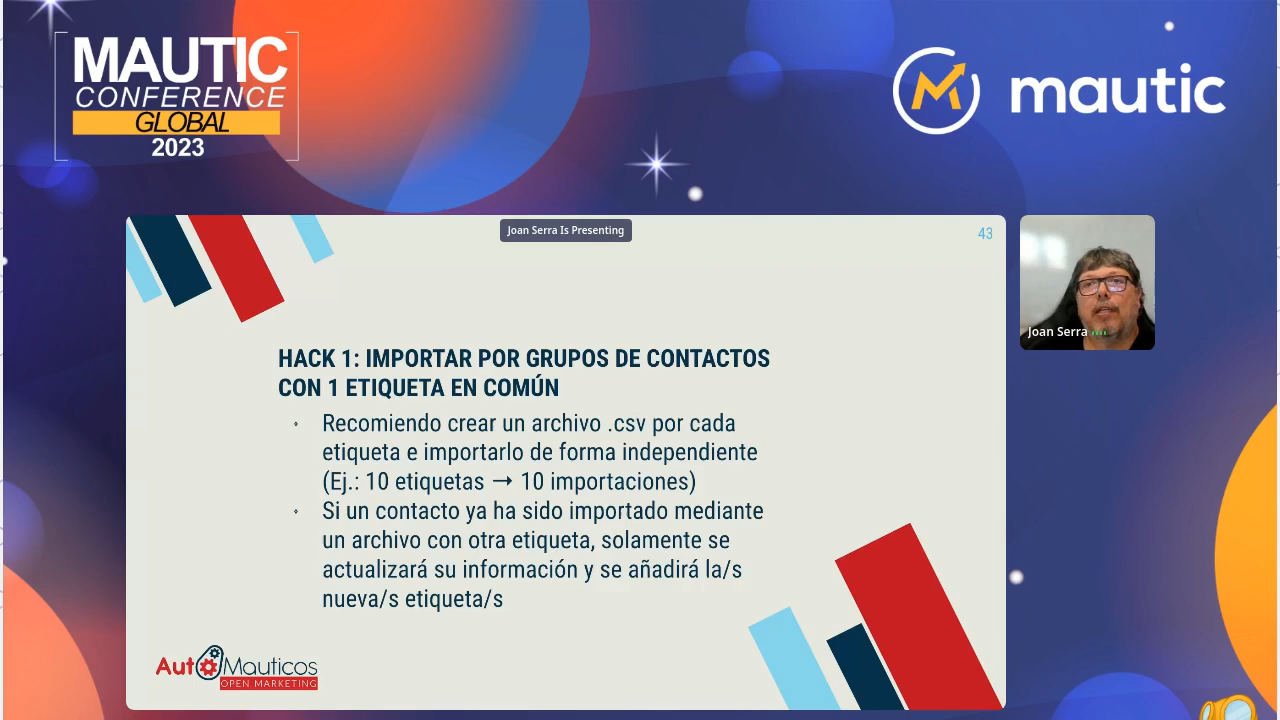 MAUTIC
CONFERENCE
GLOBAL
2023
mautic
Joan Serra Is Presenting
43
HACK 1: IMPORTAR POR GRUPOS DE CONTACTOS
CON 1 ETIQUETA EN COMÚN
Recomiendo crear un archivo .csv por cada
etiqueta e importarlo de forma independiente
(Ej.: 10 etiquetas → 10 importaciones)
Si un contacto ya ha sido importado mediante
un archivo con otra etiqueta, solamente se
actualizará su información y se añadirá la/s
nueva/s etiqueta/s
Joan Serra
AutoMauticos
OPEN MARKETING